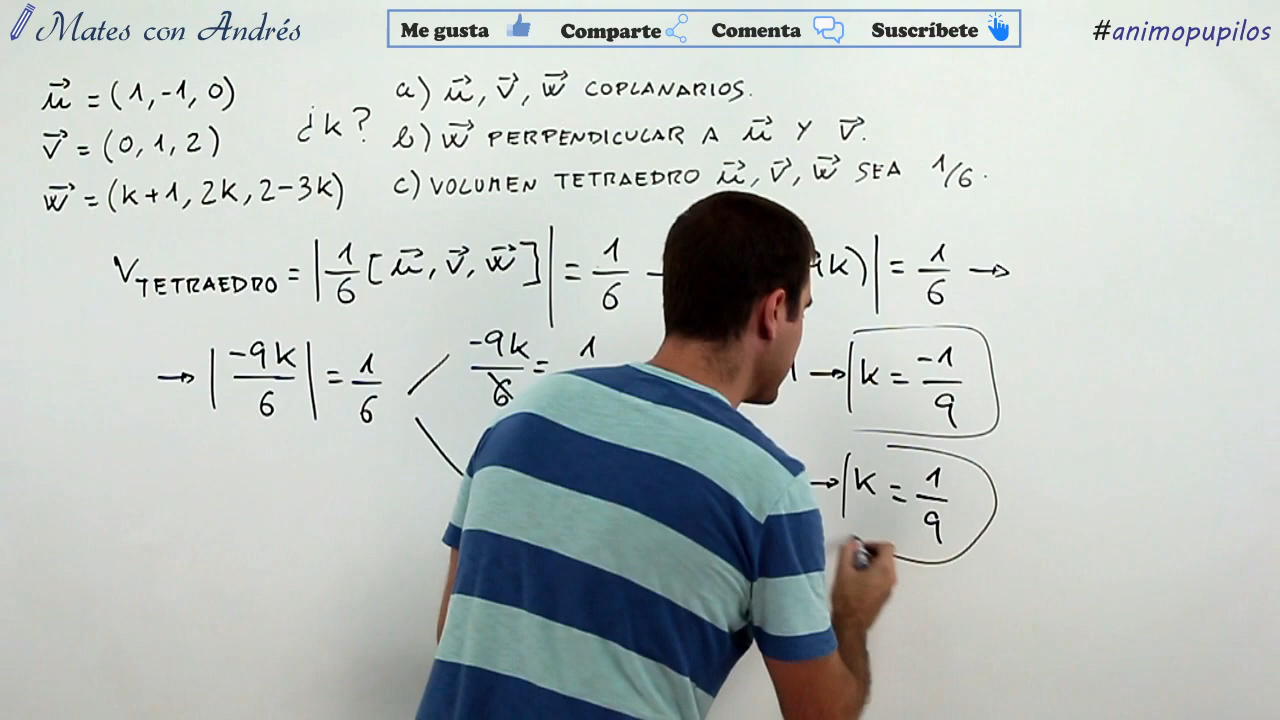 Mates con Andrés
Me gusta Comparte Comenta Suscríbete
#animopupilos
u⃗ = (1, -1, 0)
v⃗ = (0, 1, 2)
w⃗ = (k+1, 2k, 2-3k)
¿k?
a) u⃗, v⃗, w⃗ COPLANARIOS.
b) w⃗ PERPENDICULAR A u⃗ Y v⃗.
c) VOLUMEN TETRAEDRO u⃗, v⃗, w⃗ SEA 1/6.
V TETRAEDRO = |1/6 [u⃗, v⃗, w⃗]| = 1/6 k)| = 1/6 →
→ |-9k/6| = 1/6 -9k/6 = 1 → k = -1/9
→ k = 1/9